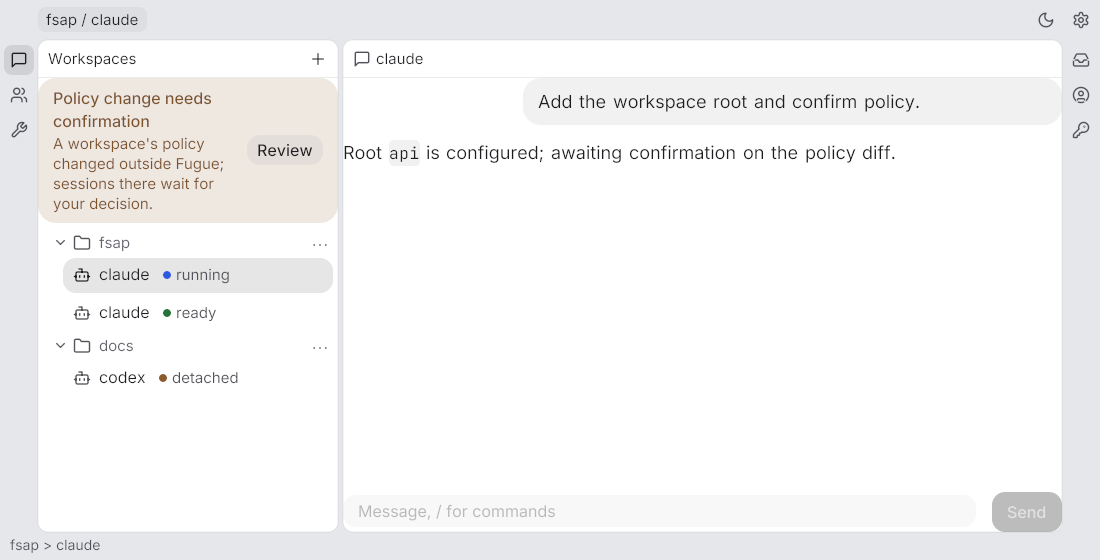 fsap / claude
Workspaces
claude
Policy change needs
confirmation
A workspace's policy
changed outside Fugue;
sessions there wait for
your decision.
Review
Add the workspace root and confirm policy.
Root api is configured; awaiting confirmation on the policy diff.
fsap
...
claude running
claude ready
docs
...
codex detached
Message, / for commands
Send
fsap > claude